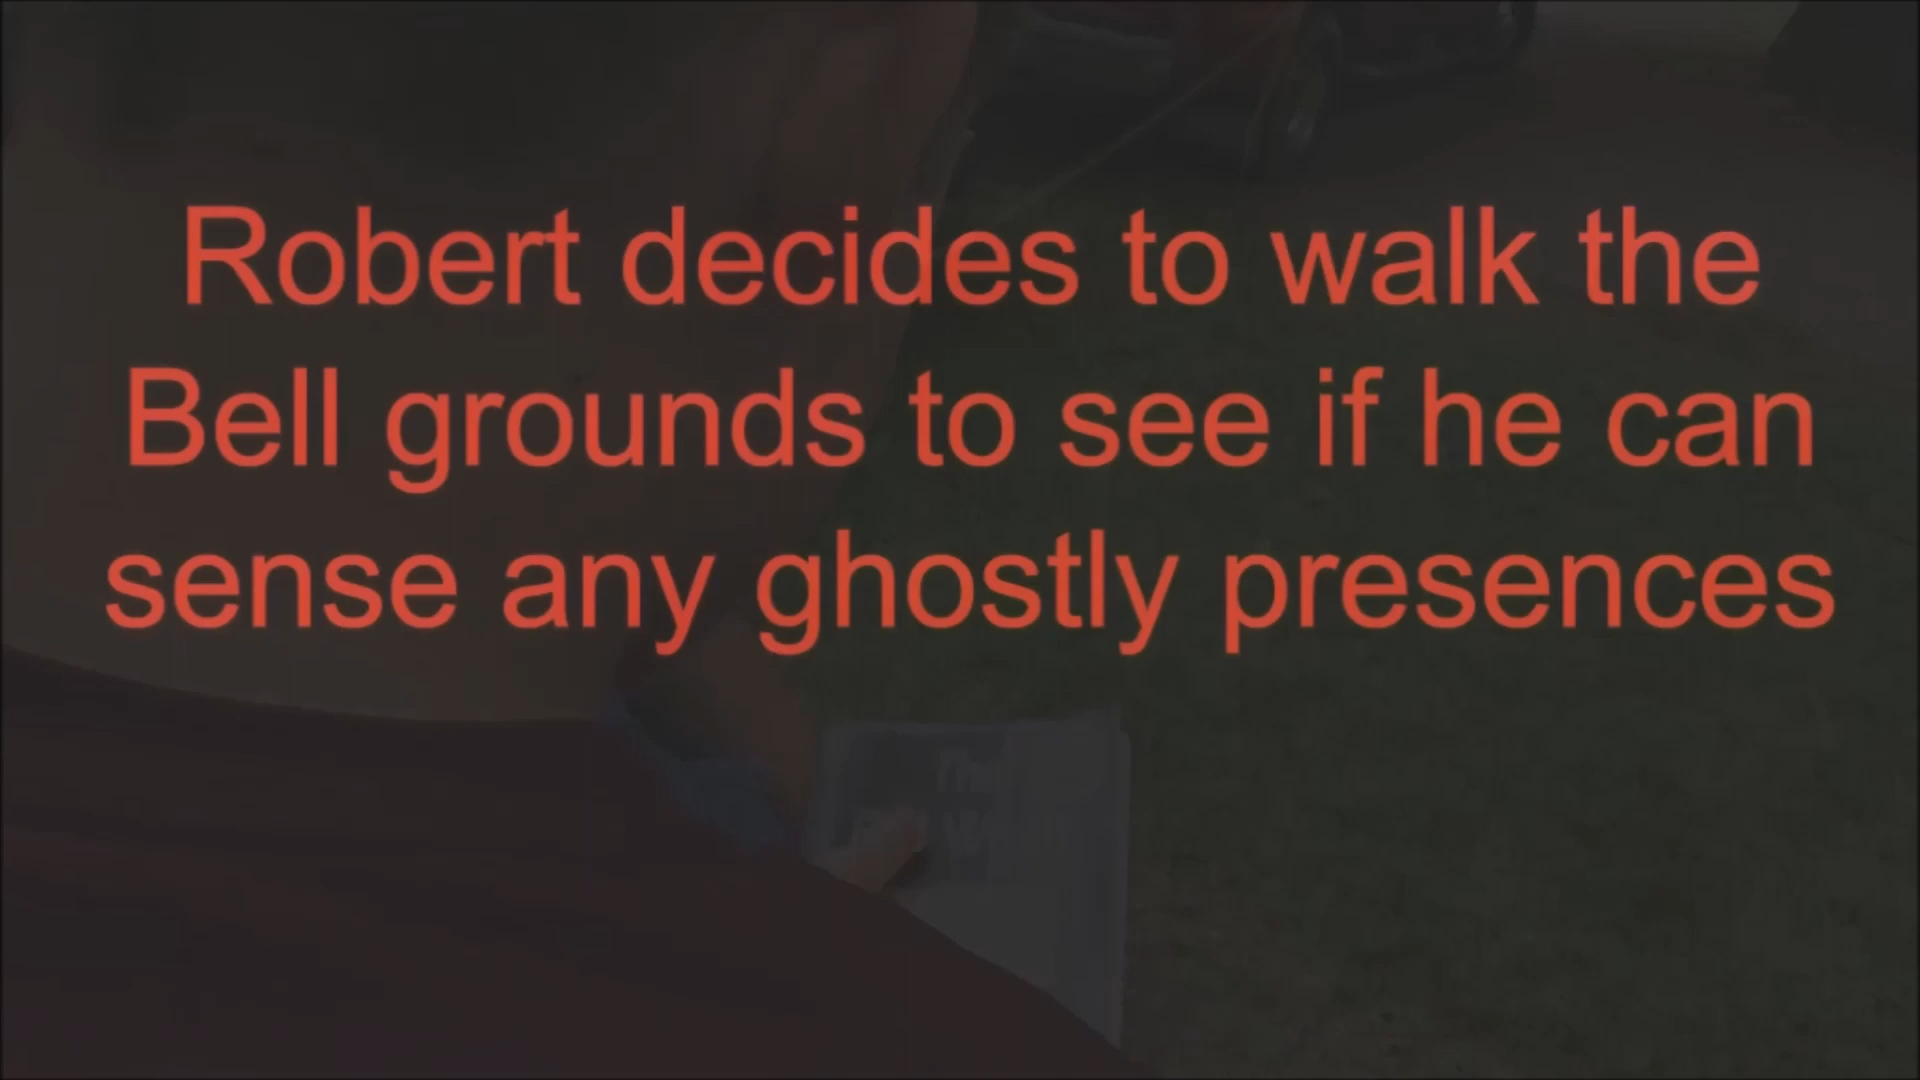 Robert decides to walk the
Bell grounds to see if he can
sense any ghostly presences